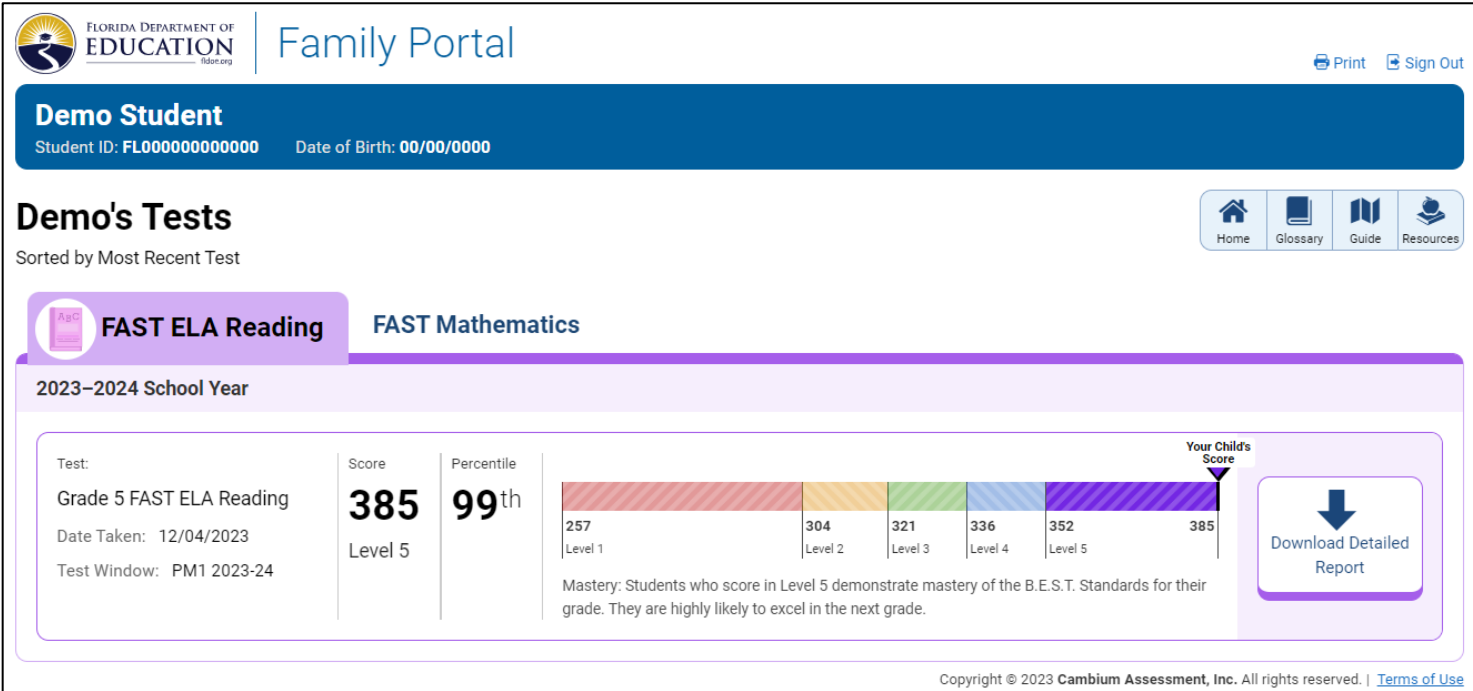 FLORIDA DEPARTMENT OF
EDUCATION
fldoe.org
Family Portal
Print
Sign Out
Demo Student
Student ID: FL000000000000 Date of Birth: 00/00/0000
Demo's Tests
Sorted by Most Recent Test
Home
Glossary
Guide
Resources
ABC
FAST ELA Reading
FAST Mathematics
2023–2024 School Year
Test:
Grade 5 FAST ELA Reading
Date Taken: 12/04/2023
Test Window: PM1 2023-24
Score
385
Level 5
Percentile
99th
Your Child's
Score
257 304 321 336 352 385
Level 1 Level 2 Level 3 Level 4 Level 5
Mastery: Students who score in Level 5 demonstrate mastery of the B.E.S.T. Standards for their
grade. They are highly likely to excel in the next grade.
Download Detailed
Report
Copyright © 2023 Cambium Assessment, Inc. All rights reserved. | Terms of Use